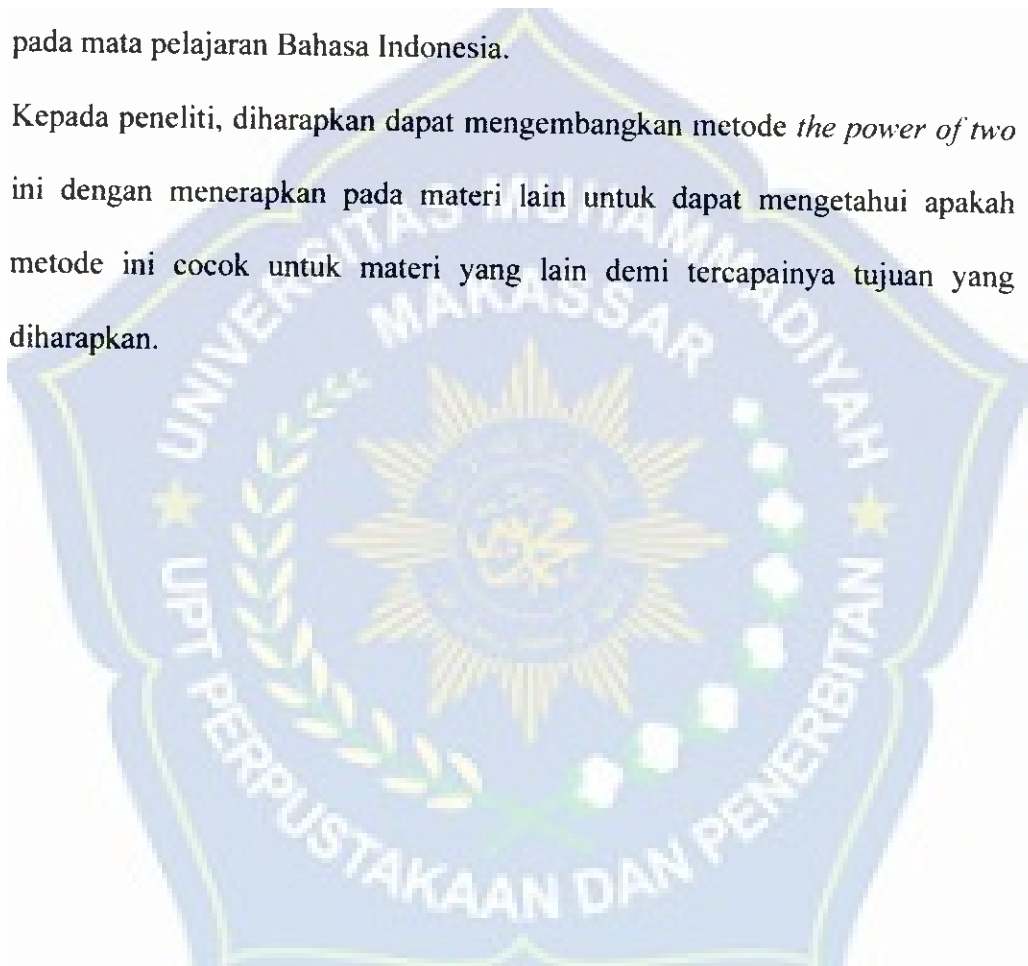 pada mata pelajaran Bahasa Indonesia.
Kepada peneliti, diharapkan dapat mengembangkan metode the power of two
ini dengan menerapkan pada materi lain untuk dapat mengetahui apakah
metode ini cocok untuk materi yang lain demi tercapainya tujuan yang
diharapkan.
UNIVERSITAS MUHAMMADIYAH
MAKASSAR
UPT PERPUSTAKAAN DAN PENERBITAN